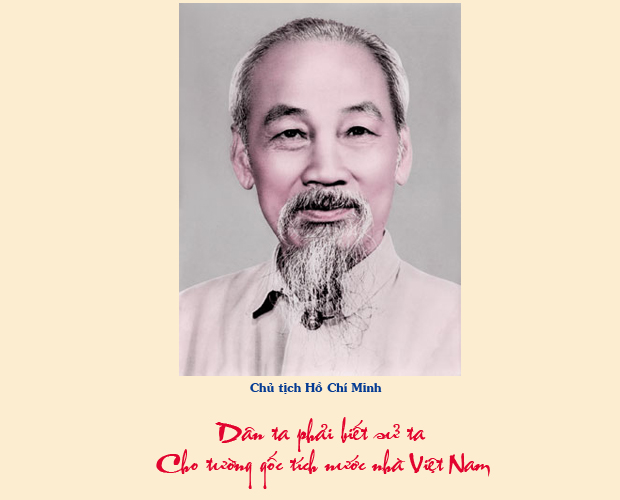 Chủ tịch Hồ Chí Minh
Dân ta phải biết sử ta
Cho tường gốc tích nước nhà Việt Nam